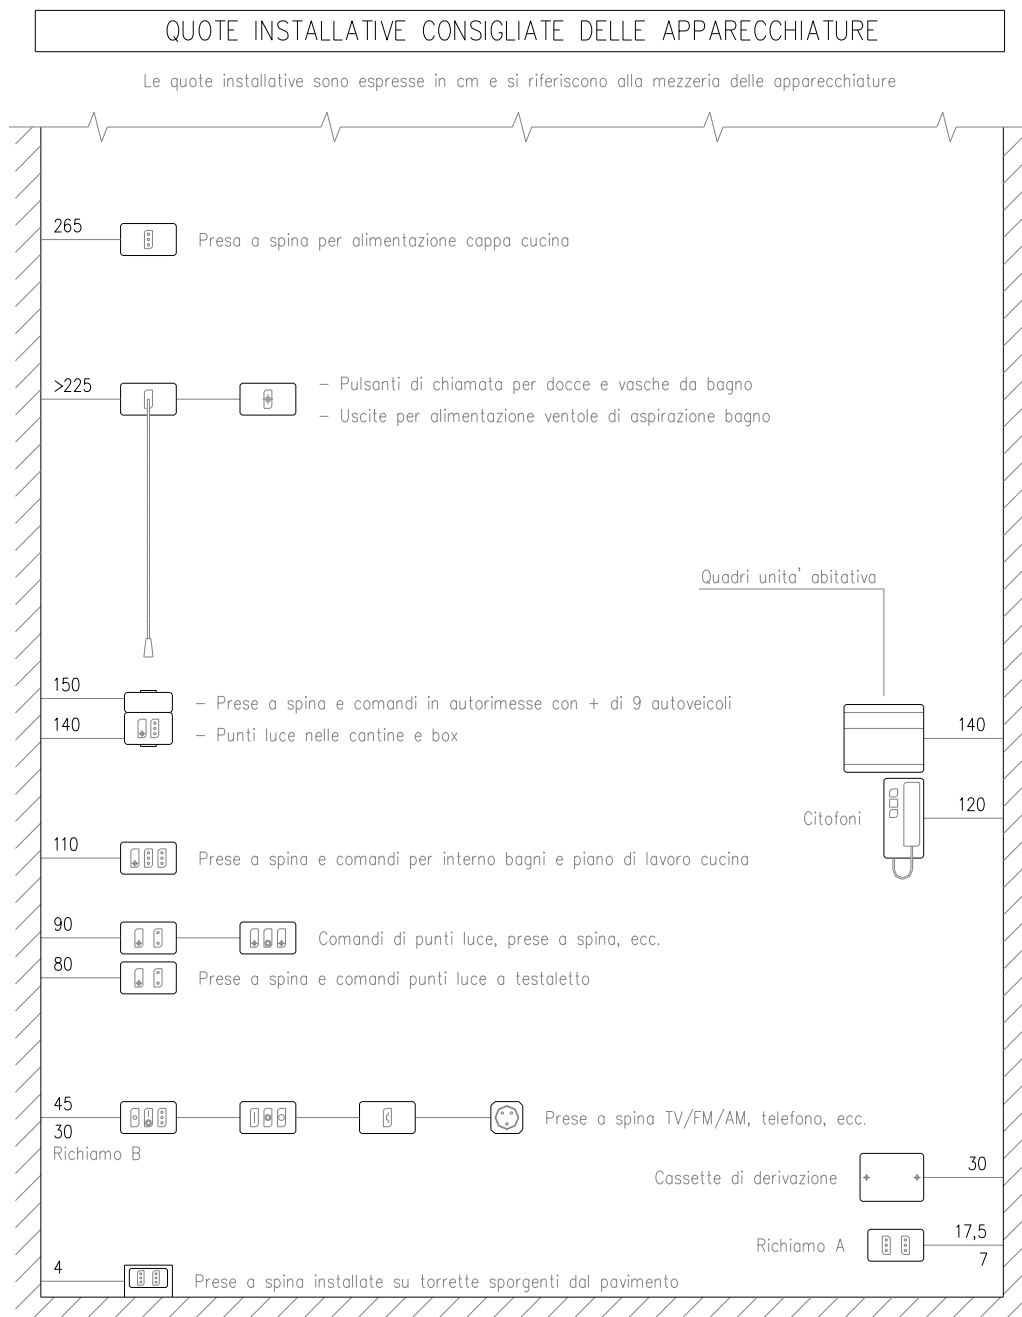 QUOTE INSTALLATIVE CONSIGLIATE DELLE APPARECCHIATURE
Le quote installative sono espresse in cm e si riferiscono alla mezzeria delle apparecchiature
265
Presa a spina per alimentazione cappa cucina
>225
- Pulsanti di chiamata per docce e vasche da bagno
- Uscite per alimentazione ventole di aspirazione bagno
Quadri unita' abitativa
150
- Prese a spina e comandi in autorimesse con + di 9 autoveicoli
140
- Punti luce nelle cantine e box
140
Citofoni
120
110
Prese a spina e comandi per interno bagni e piano di lavoro cucina
90
Comandi di punti luce, prese a spina, ecc.
80
Prese a spina e comandi punti luce a testaletto
45
30
Richiamo B
Prese a spina TV/FM/AM, telefono, ecc.
Cassette di derivazione
30
Richiamo A
17,5
7
4
Prese a spina installate su torrette sporgenti dal pavimento